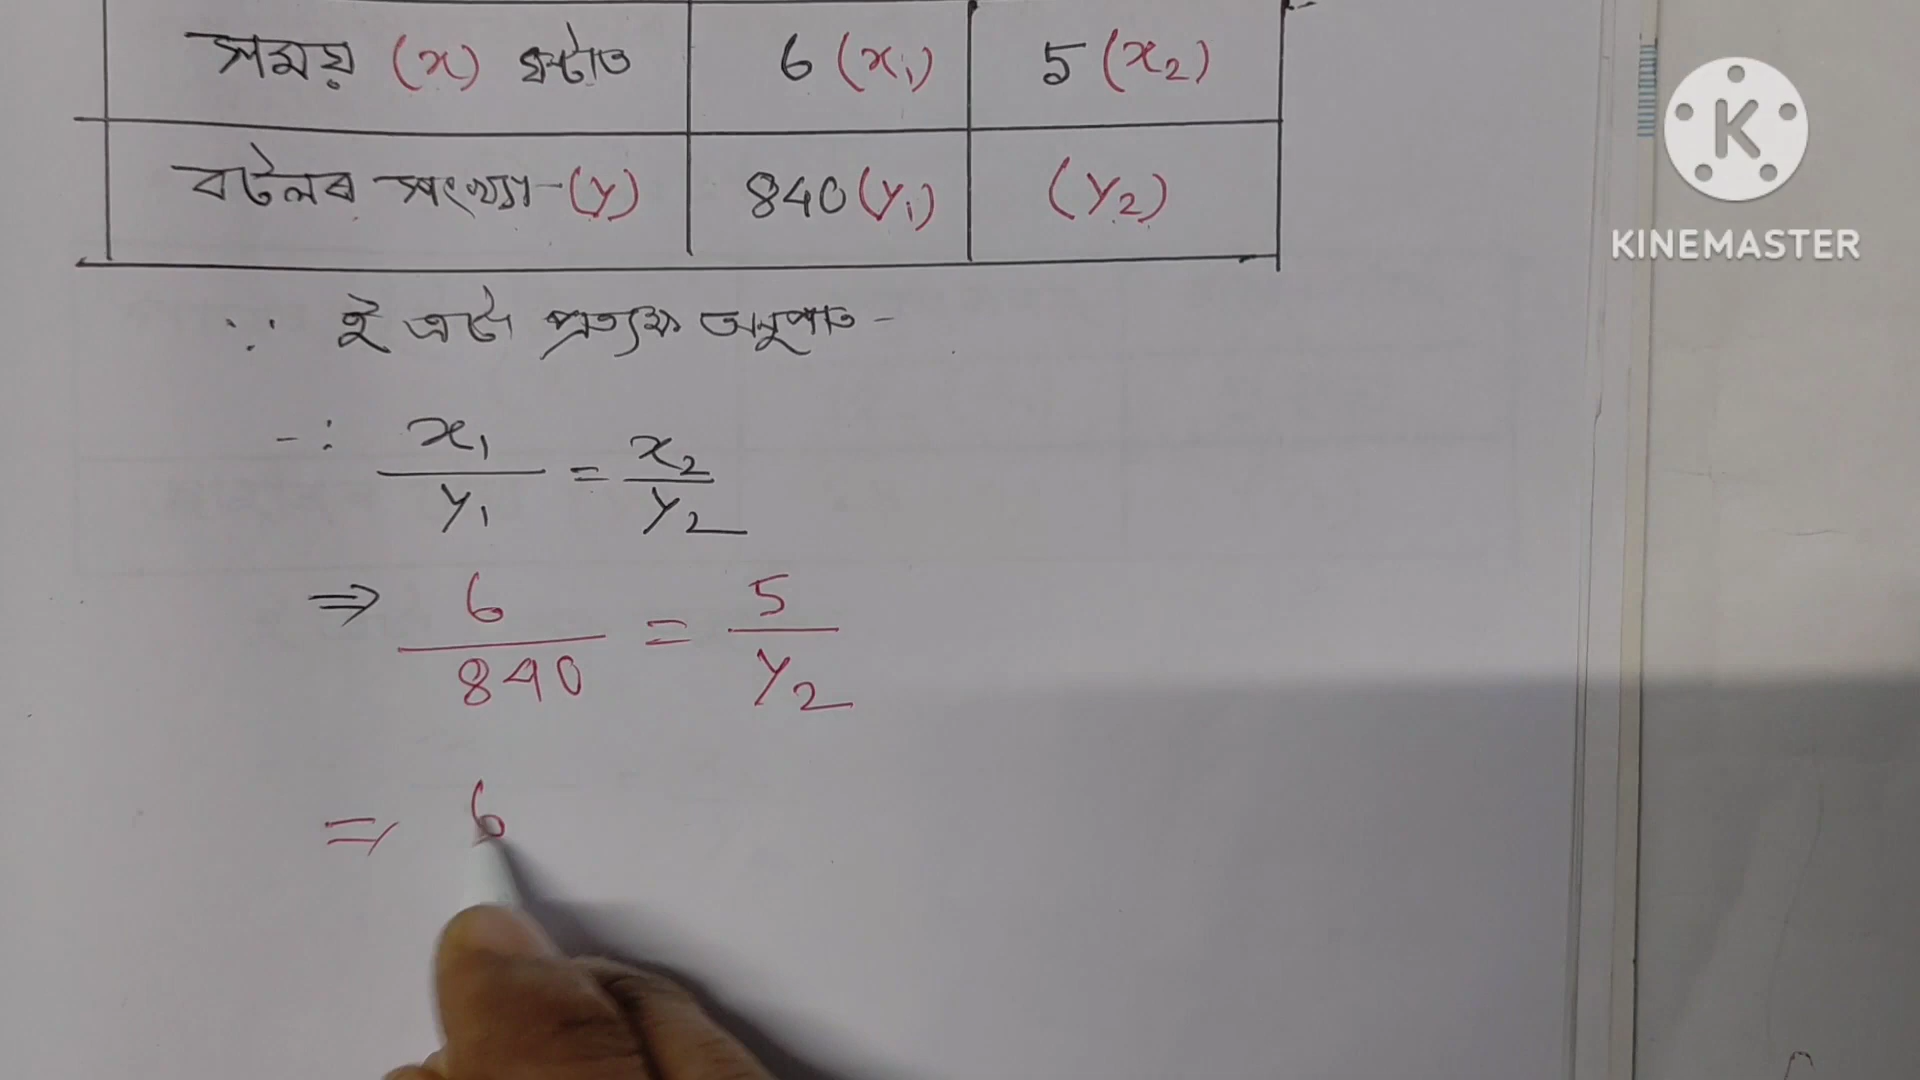 সময় (x) ঘণ্টাত 6 (x₁) 5 (x₂)
বটলৰ সংখ্যা - (y) 840 (y₁) (y₂)
∵ ই এটা প্ৰত্যক্ষ অনুপাত -
∴ x₁/y₁ = x₂/y₂
⇒ 6/840 = 5/y₂
⇒ 6
K
KINEMASTER